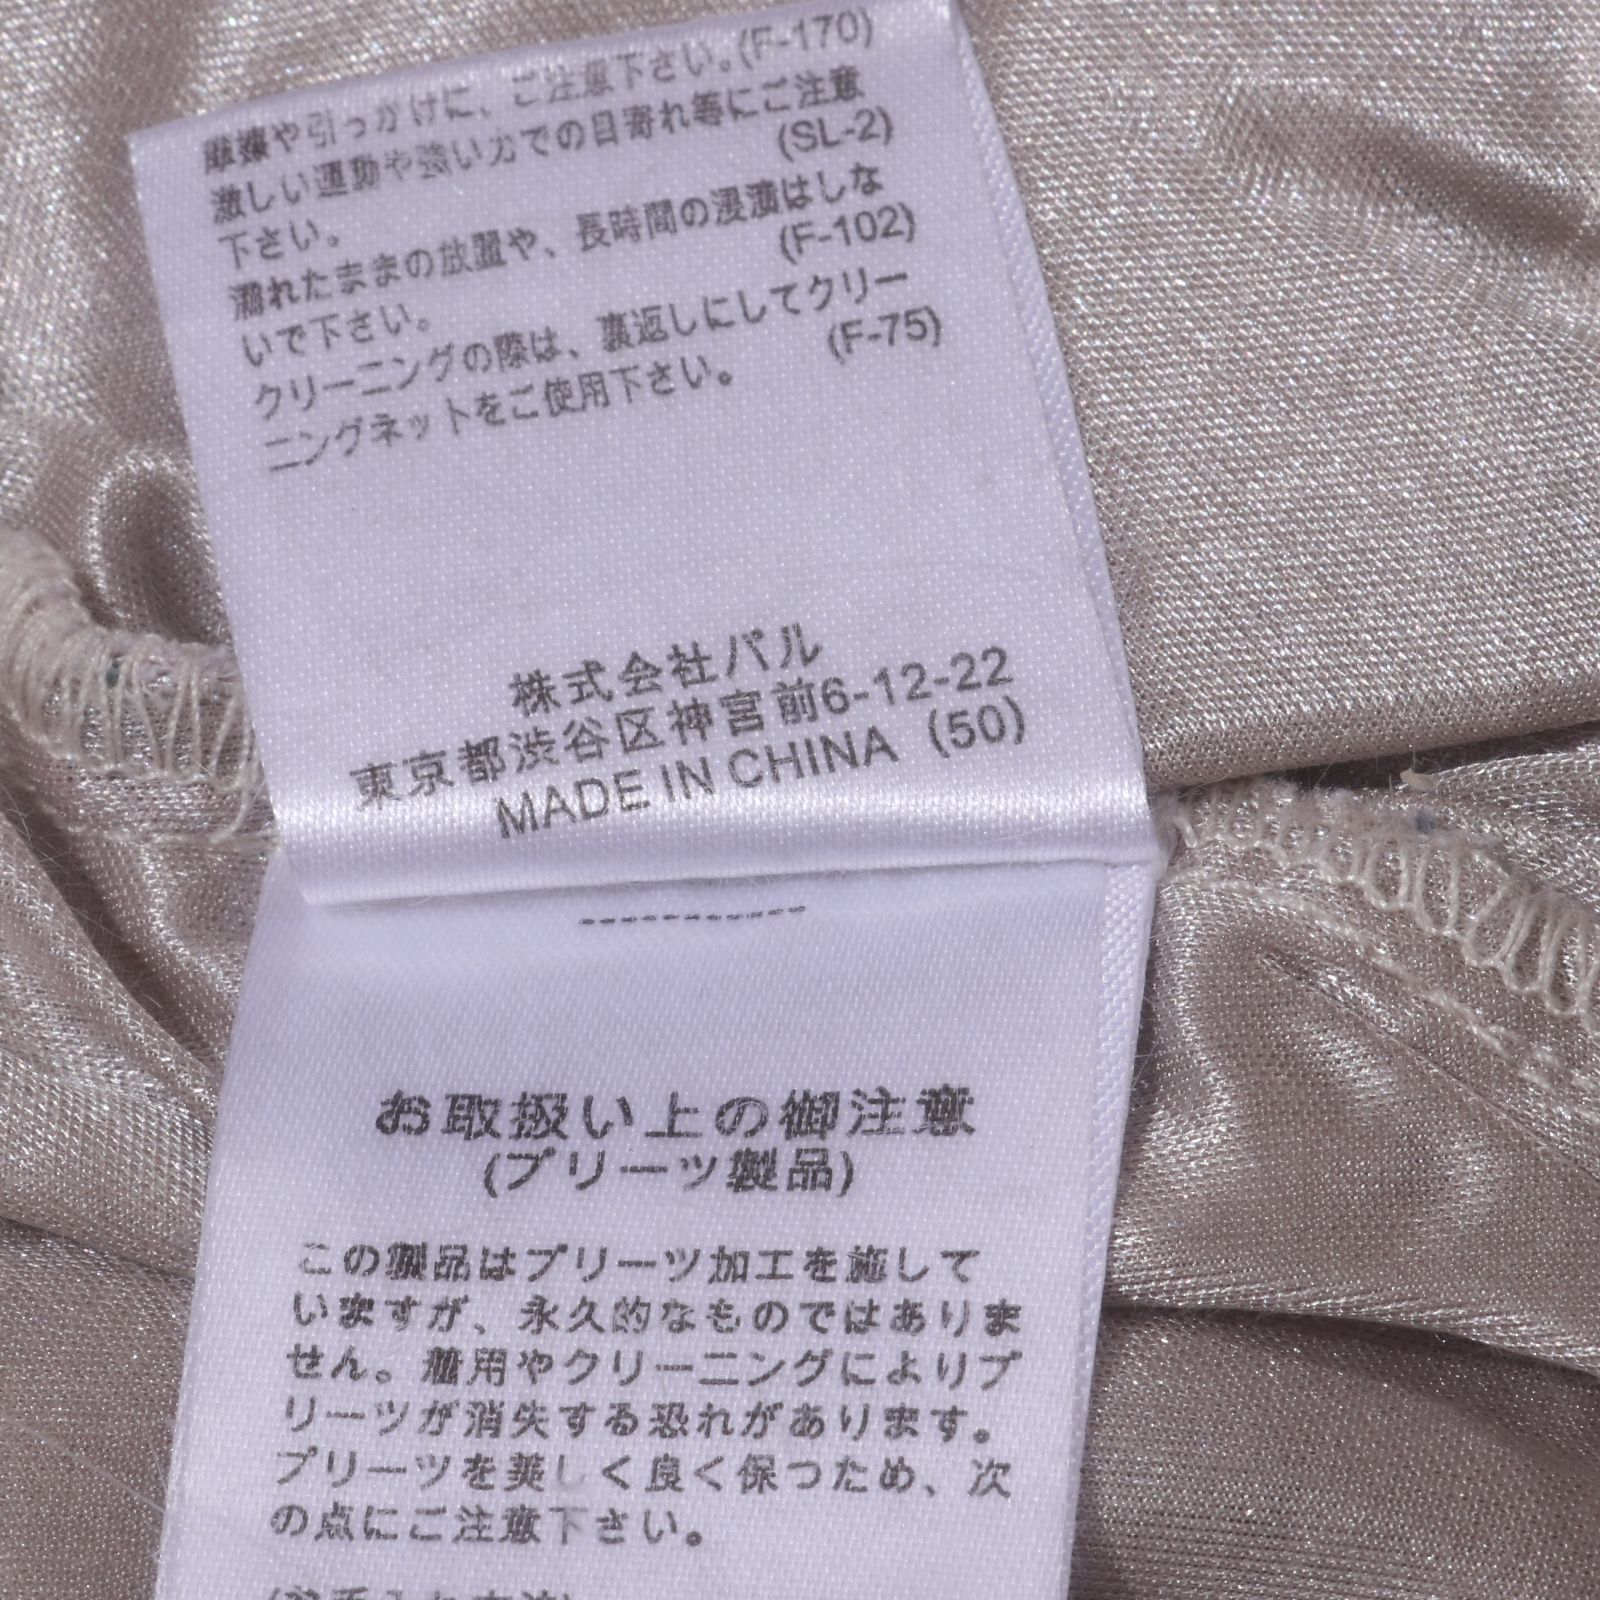 摩擦や引っかけに、ご注意下さい。(F-170)
激しい運動や強い力での目寄れ等にご注意
下さい。 (SL-2)
濡れたままの放置や、長時間の浸漬はしな
いで下さい。 (F-102)
クリーニングの際は、裏返しにしてクリー
ニングネットをご使用下さい。 (F-75)
株式会社パル
東京都渋谷区神宮前6-12-22
MADE IN CHINA (50)
------------
お取扱い上の御注意
(プリーツ製品)
この製品はプリーツ加工を施して
いますが、永久的なものではありま
せん。着用やクリーニングによりプ
リーツが消失する恐れがあります。
プリーツを美しく良く保つため、次
の点にご注意下さい。